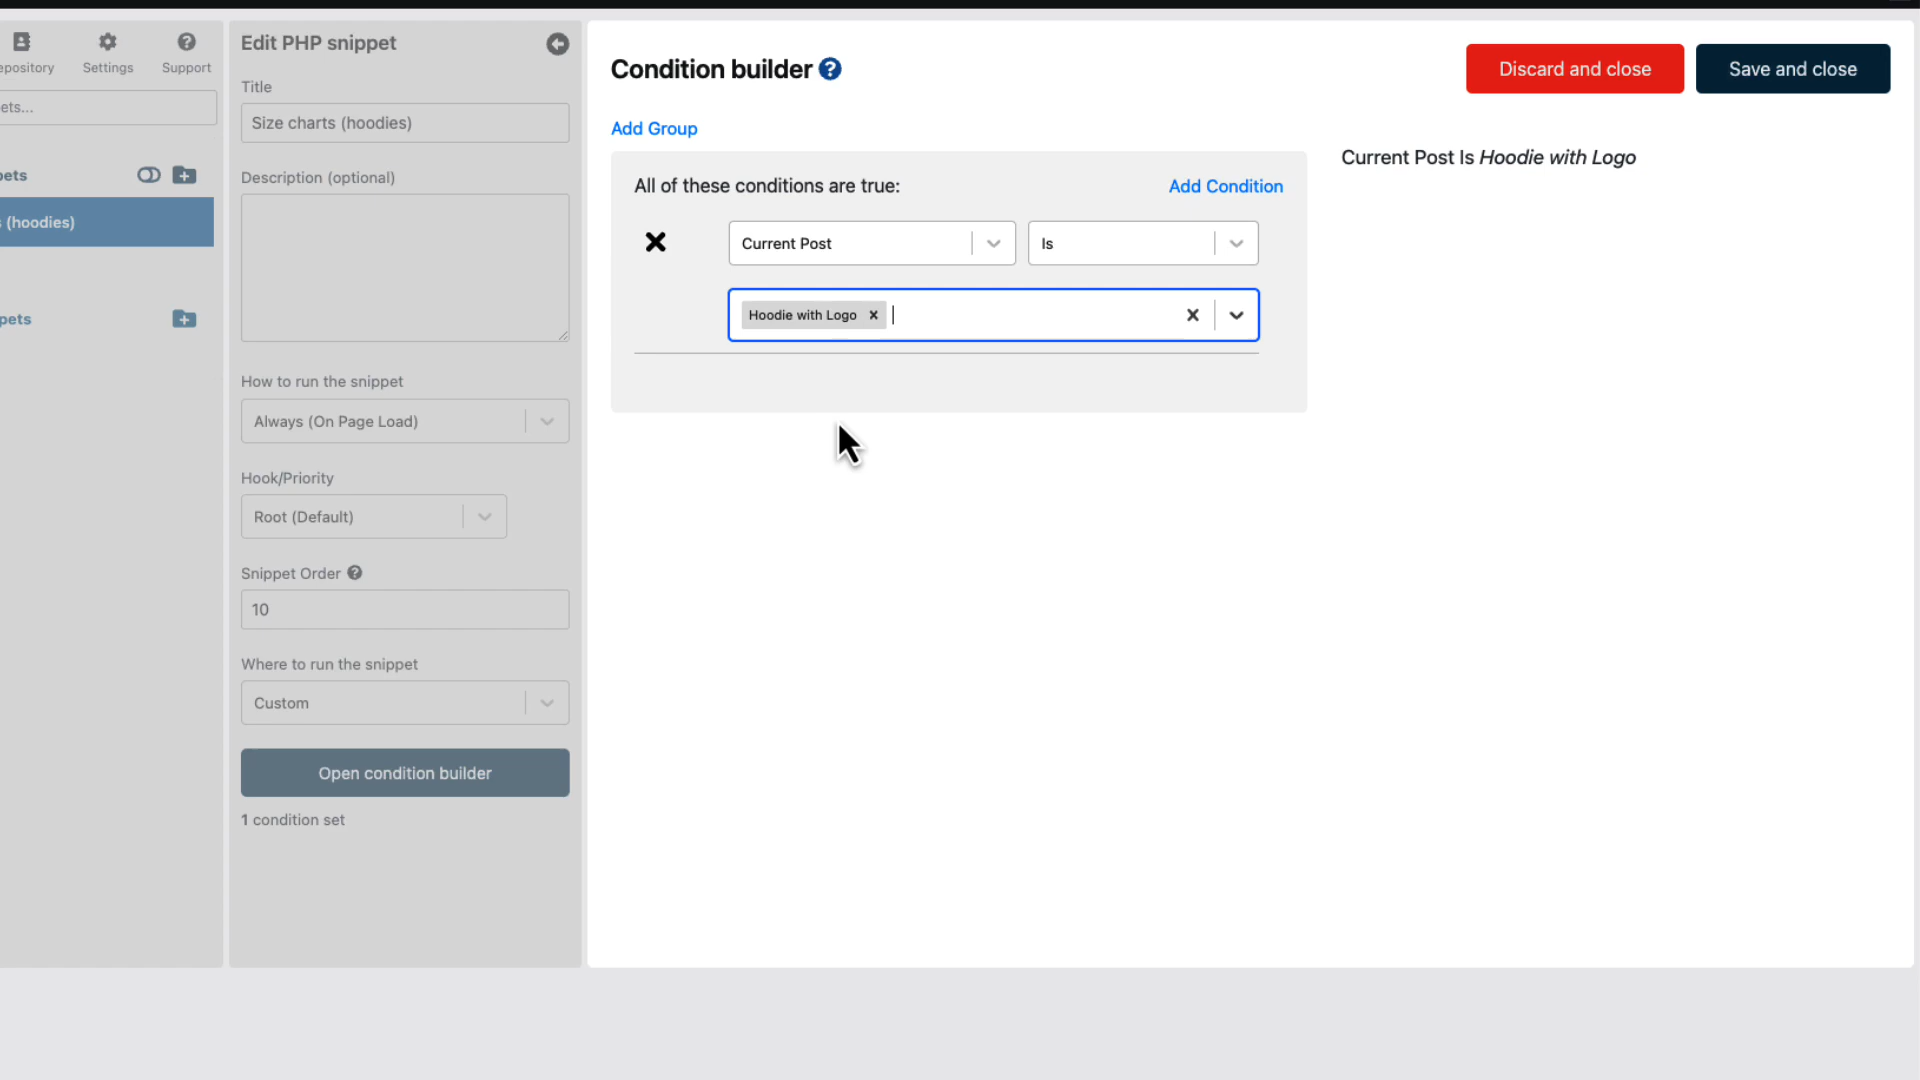 epository
Settings
Support
ets...
pets
s (hoodies)
pets
Edit PHP snippet
Title
Size charts (hoodies)
Description (optional)
How to run the snippet
Always (On Page Load)
Hook/Priority
Root (Default)
Snippet Order ?
10
Where to run the snippet
Custom
Open condition builder
1 condition set
Condition builder ?
Discard and close
Save and close
Add Group
All of these conditions are true:
Add Condition
Current Post
Is
Hoodie with Logo
Current Post Is Hoodie with Logo